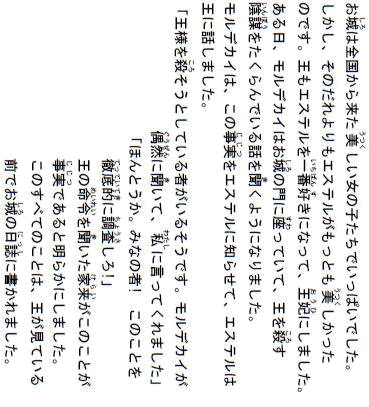 お城は全国から来た美しい女の子たちでいっぱいでした。
しかし、そのだれよりもエステルがもっとも美しかった
のです。王もエステルを一番好きになって、王妃にしました。
ある日、モルデカイはお城の門に座っていて、王を殺す
陰謀をたくらんでいる話を聞くようになりました。
モルデカイは、この事実をエステルに知らせて、エステルは
王に話しました。
「王様を殺そうとしている者がいるそうです。モルデカイが
偶然に聞いて、私に言ってくれました」
「ほんとうか。みなの者！このことを
徹底的に調査しろ！」
王の命令を聞いた家来がこのことが
事実であると明らかにしました。
このすべてのことは、王が見ている
前でお城の日誌に書かれました。